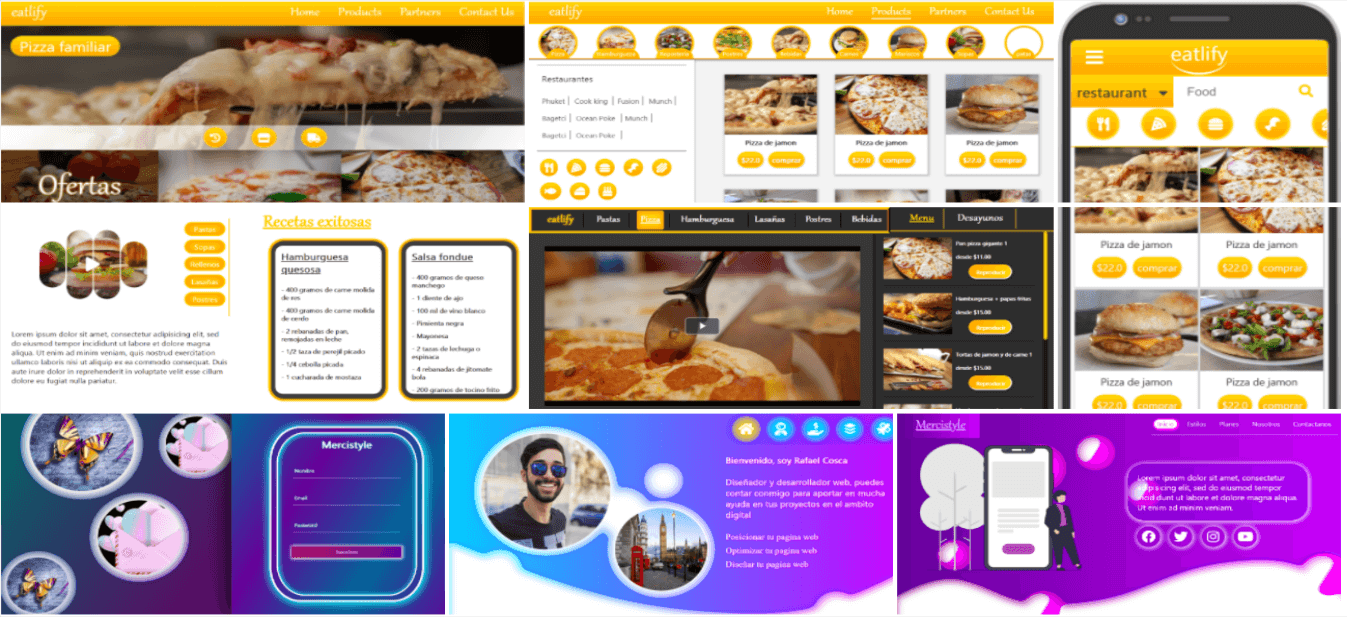 eatlify
Home Products Partners Contact Us
Pizza familiar
Ofertas
eatlify
Home Products Partners Contact Us
Restaurantes
Phuket | Cook king | Fusion | Munch |
Bagetci | Ocean Poke | Munch |
Bagetci | Ocean Poke |
Pizza de jamon
$22.0 comprar
Pizza de jamon
$22.0 comprar
Pizza de jamon
$22.0 comprar
eatlify
restaurant
Food
Pastas
Tapas
Rellenos
Lasañas
Postres
Lorem ipsum dolor sit amet, consectetur adipisicing elit, sed
do eiusmod tempor incididunt ut labore et dolore magna
aliqua. Ut enim ad minim veniam, quis nostrud exercitation
ullamco laboris nisi ut aliquip ex ea commodo consequat. Duis
aute irure dolor in reprehenderit in voluptate velit esse cillum
dolore eu fugiat nulla pariatur.
Recetas exitosas
Hamburguesa
quesosa
- 400 gramos de carne molida
de res
- 400 gramos de carne molida
de cerdo
- 2 rebanadas de pan,
remojadas en leche
- 1/2 taza de perejil picado
- 1/4 cebolla picada
- 1 cucharada de mostaza
Salsa fondue
- 400 gramos de queso
manchego
- 1 diente de ajo
- 100 ml de vino blanco
- Pimienta negra
- Mayonesa
- 2 tazas de lechuga o
espinaca
- 4 rebanadas de jitomate
bola
- 200 gramos de tocino frito
eatlify Pastas Pizza Hamburguesa Lasañas Postres Bebidas
Menu Desayunos
Pan pizza gigante 1
desde $11.00
Reproducir
Hamburguesa + papas fritas
desde $15.00
Reproducir
Tortas de jamon y de carne 1
desde $15.00
Reproducir
Pizza de jamon
$22.0 comprar
Pizza de jamon
$22.0 comprar
Pizza de jamon
$22.0 comprar
Pizza de jamon
$22.0 comprar
Mercistyle
Nombre
Email
Password
Bienvenido, soy Rafael Cosca
Diseñador y desarrollador web, puedes
contar conmigo para aportar en mucha
ayuda en tus proyectos en el ambito
digital
Posicionar tu pagina web
Optimizar tu pagina web
Diseñar tu pagina web
Mercistyle
Inicio Estilos Planes Nosotros Contactanos
Lorem ipsum dolor sit amet, consectetur
adipisicing elit, sed do eiusmod tempor
incididunt ut labore et dolore magna aliqua.
Ut enim ad minim veniam.